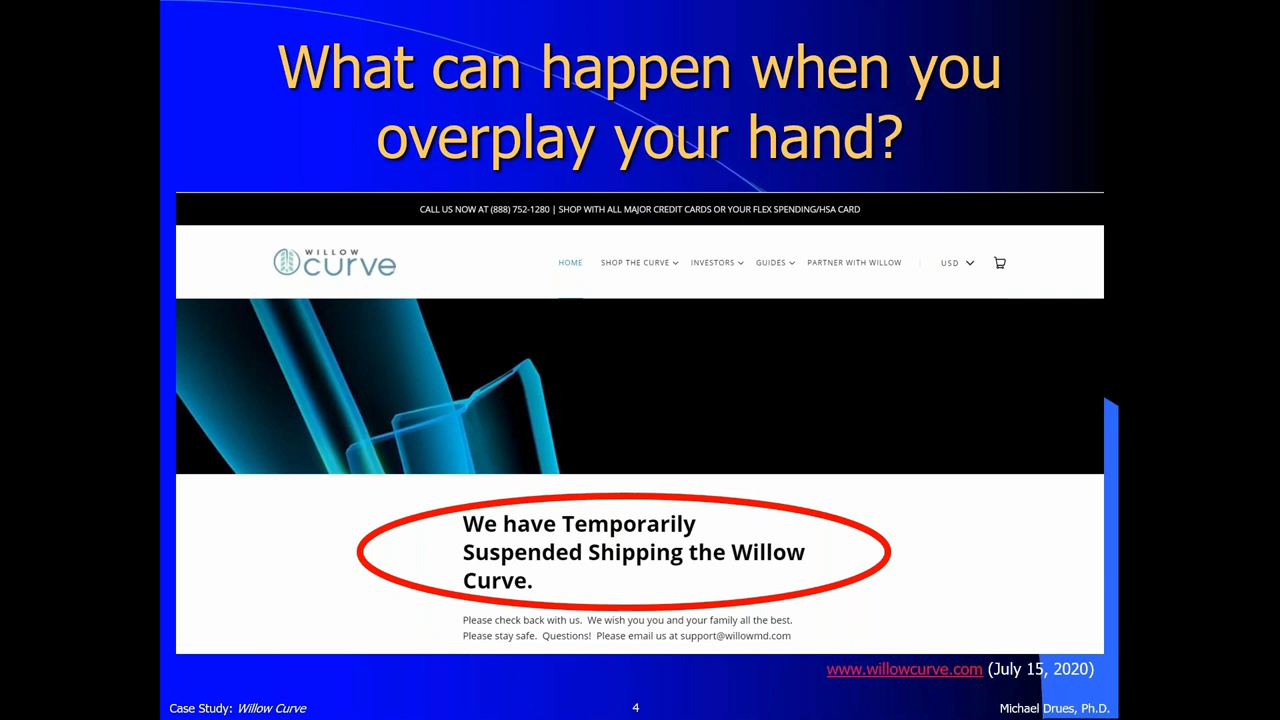 What can happen when you
overplay your hand?
CALL US NOW AT (888) 752-1280 | SHOP WITH ALL MAJOR CREDIT CARDS OR YOUR FLEX SPENDING/HSA CARD
WILLOW
curve
HOME SHOP THE CURVE INVESTORS GUIDES PARTNER WITH WILLOW USD
We have Temporarily
Suspended Shipping the Willow
Curve.
Please check back with us. We wish you you and your family all the best.
Please stay safe. Questions! Please email us at support@willowmd.com
www.willowcurve.com (July 15, 2020)
Case Study: Willow Curve 4 Michael Drues, Ph.D.